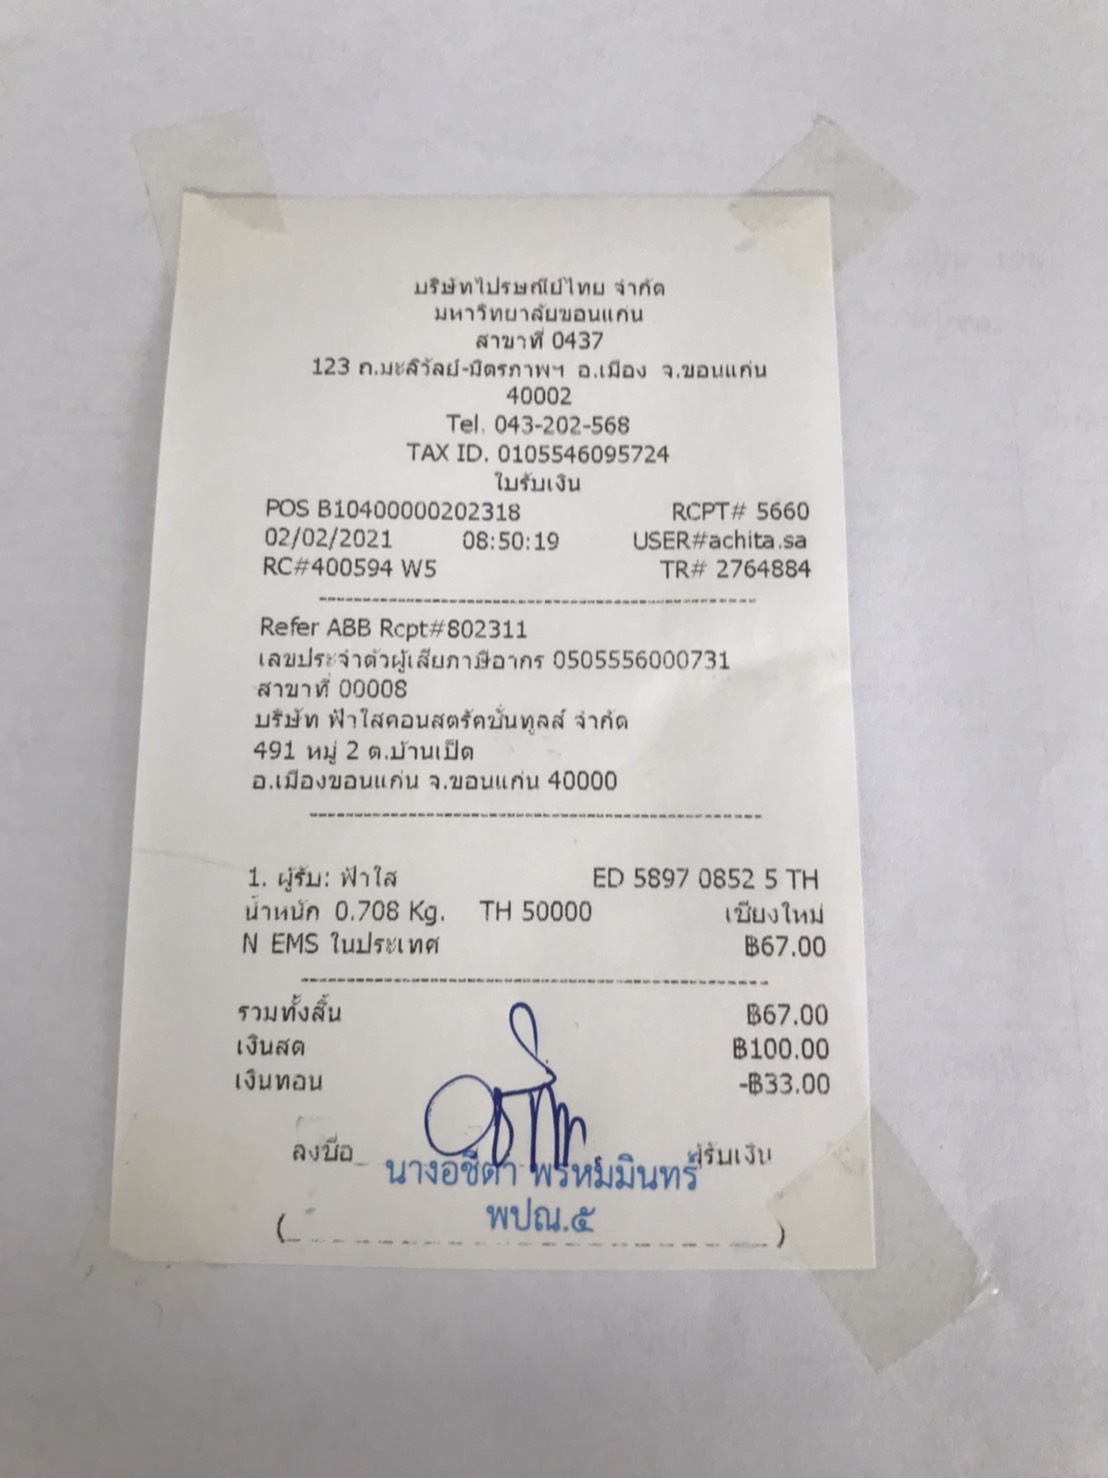 บริษัทไปรษณีย์ไทย จำกัด
มหาวิทยาลัยขอนแก่น
สาขาที่ 0437
123 ถ.มะลิวัลย์-มิตรภาพฯ อ.เมือง จ.ขอนแก่น
40002
Tel. 043-202-568
TAX ID. 0105546095724
ใบรับเงิน
POS B10400000202318 RCPT# 5660
02/02/2021 08:50:19 USER#achita.sa
RC#400594 W5 TR# 2764884
Refer ABB Rcpt#802311
เลขประจำตัวผู้เสียภาษีอากร 0505556000731
สาขาที่ 00008
บริษัท ฟ้าใสคอนสตรัคชั่นทูลส์ จำกัด
491 หมู่ 2 ต.บ้านเป็ด
อ.เมืองขอนแก่น จ.ขอนแก่น 40000
1. ผู้รับ: ฟ้าใส ED 5897 0852 5 TH
น้ำหนัก 0.708 Kg. TH 50000 เชียงใหม่
N EMS ในประเทศ ฿67.00
รวมทั้งสิ้น ฿67.00
เงินสด ฿100.00
เงินทอน -฿33.00
ลงชื่อ ผู้รับเงิน
นางอชิตา พรหมมินทร์
พปณ.๕